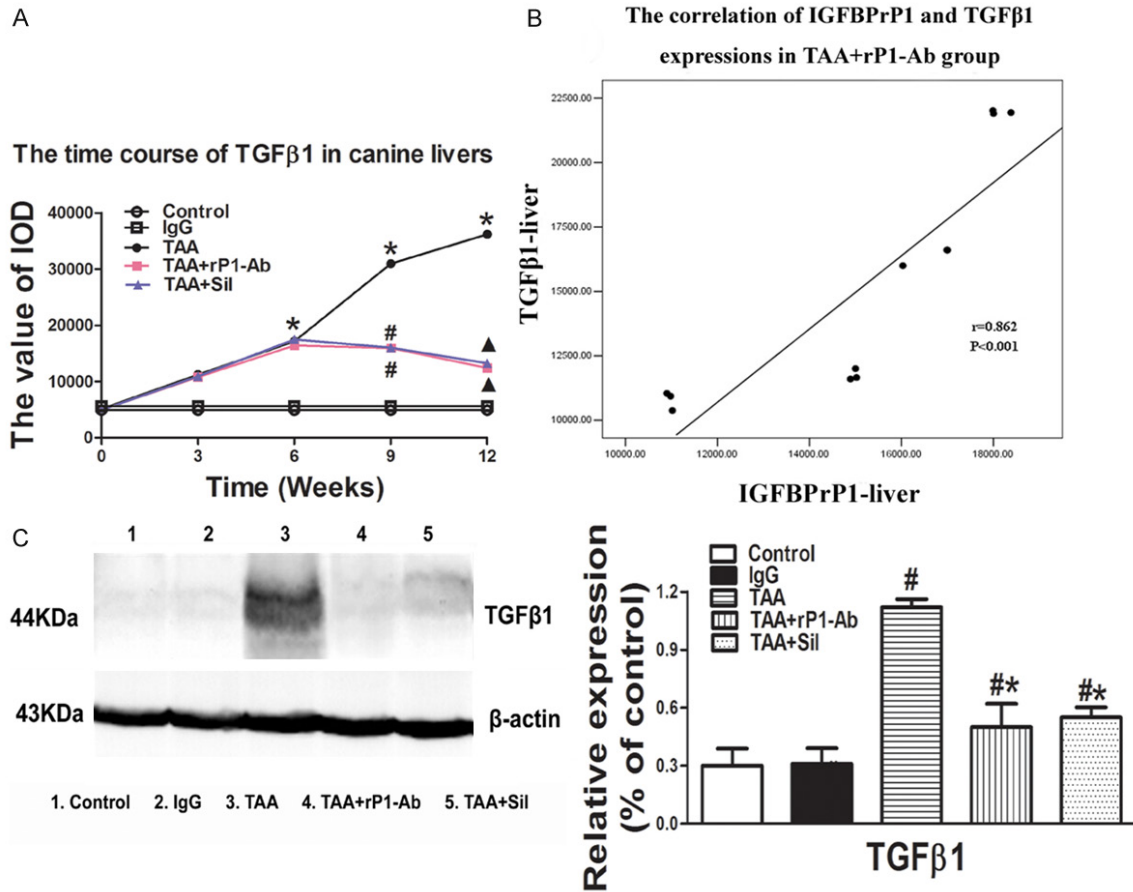 A
The time course of TGFβ1 in canine livers
The value of IOD
40000
30000
20000
10000
0
Control
IgG
TAA
TAA+rP1-Ab
TAA+Sil
*
*
*
#
#
▲
▲
0 3 6 9 12
Time (Weeks)
B
The correlation of IGFBPrP1 and TGFβ1
expressions in TAA+rP1-Ab group
TGFβ1-liver
22500.00
20000.00
17500.00
15000.00
12500.00
10000.00
r=0.862
P<0.001
10000.00 12000.00 14000.00 16000.00 18000.00
IGFBPrP1-liver
C
1 2 3 4 5
44KDa TGFβ1
43KDa β-actin
1. Control 2. IgG 3. TAA 4. TAA+rP1-Ab 5. TAA+Sil
Relative expression
(% of control)
1.2
0.9
0.6
0.3
0.0
Control
IgG
TAA
TAA+rP1-Ab
TAA+Sil
#
#*
#*
TGFβ1